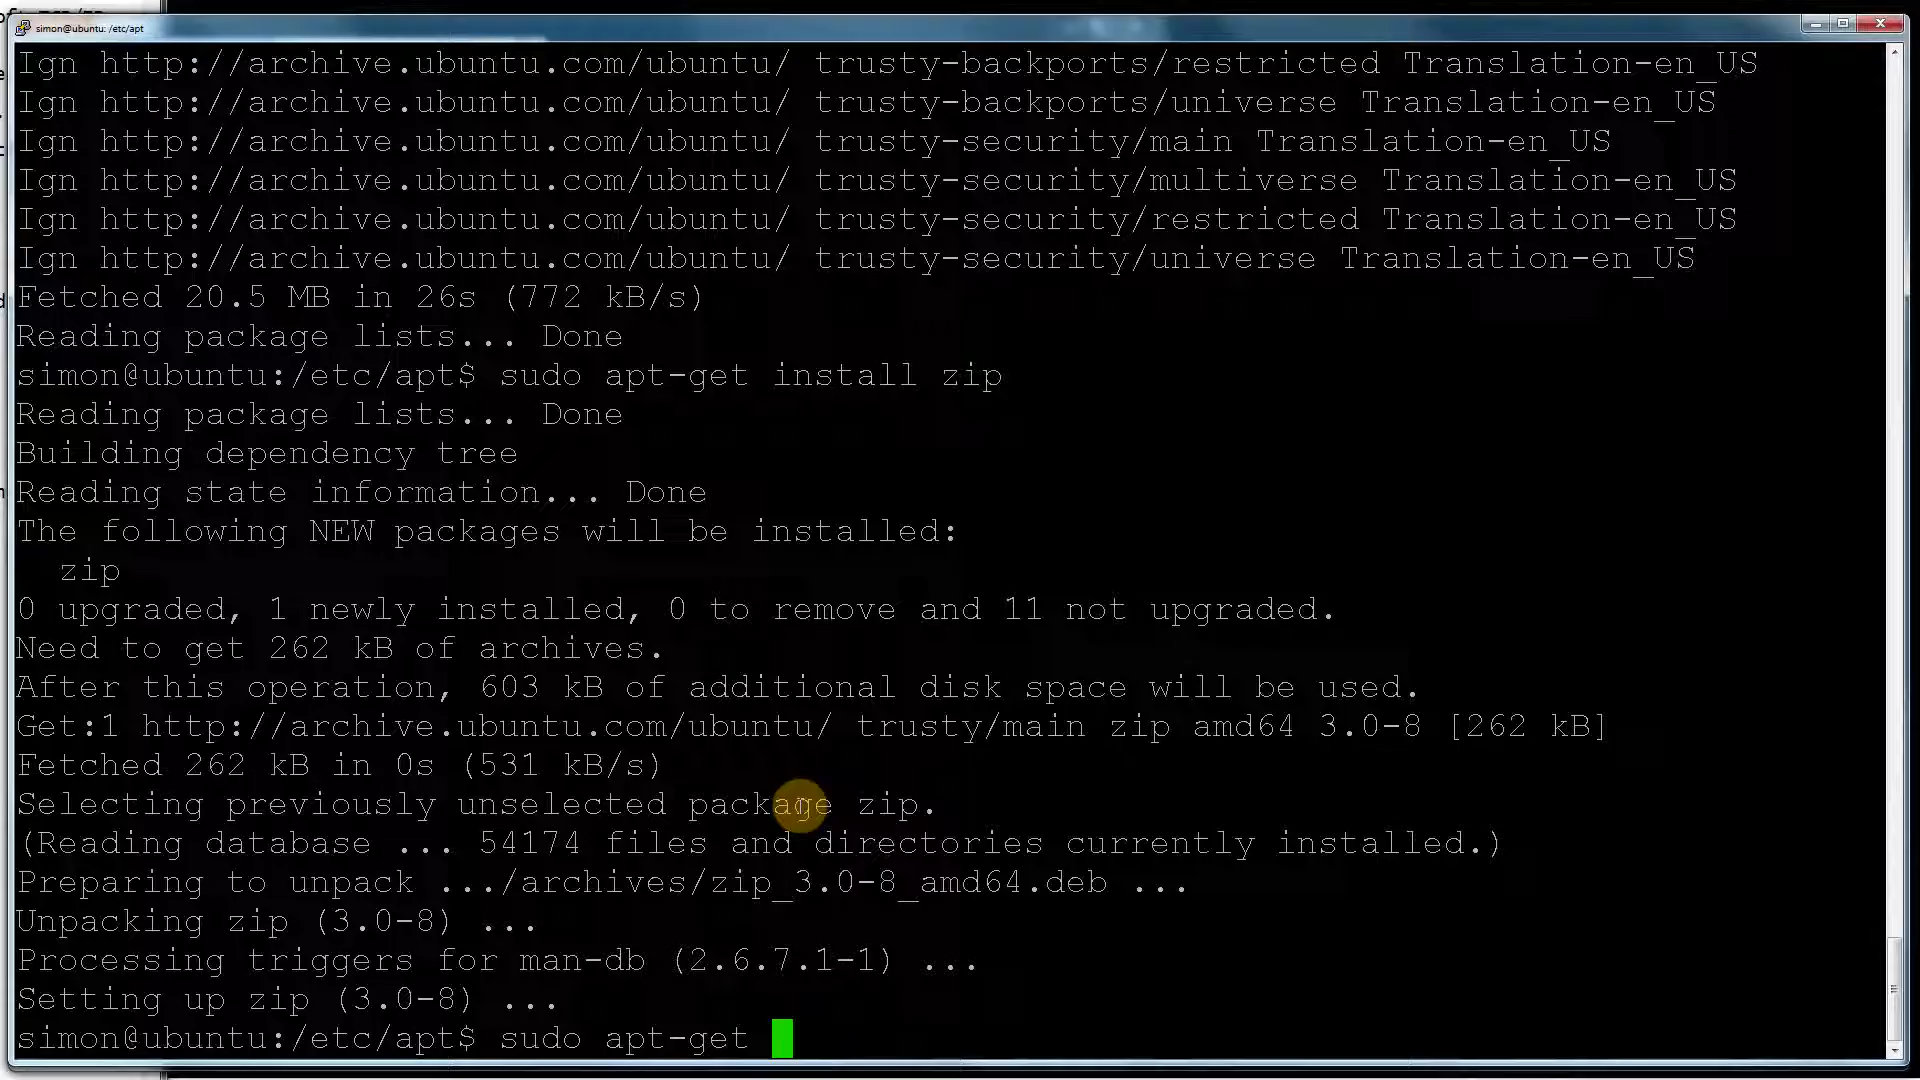 simon@ubuntu: /etc/apt
Ign http://archive.ubuntu.com/ubuntu/ trusty-backports/restricted Translation-en_US
Ign http://archive.ubuntu.com/ubuntu/ trusty-backports/universe Translation-en_US
Ign http://archive.ubuntu.com/ubuntu/ trusty-security/main Translation-en_US
Ign http://archive.ubuntu.com/ubuntu/ trusty-security/multiverse Translation-en_US
Ign http://archive.ubuntu.com/ubuntu/ trusty-security/restricted Translation-en_US
Ign http://archive.ubuntu.com/ubuntu/ trusty-security/universe Translation-en_US
Fetched 20.5 MB in 26s (772 kB/s)
Reading package lists... Done
simon@ubuntu:/etc/apt$ sudo apt-get install zip
Reading package lists... Done
Building dependency tree
Reading state information... Done
The following NEW packages will be installed:
  zip
0 upgraded, 1 newly installed, 0 to remove and 11 not upgraded.
Need to get 262 kB of archives.
After this operation, 603 kB of additional disk space will be used.
Get:1 http://archive.ubuntu.com/ubuntu/ trusty/main zip amd64 3.0-8 [262 kB]
Fetched 262 kB in 0s (531 kB/s)
Selecting previously unselected package zip.
(Reading database ... 54174 files and directories currently installed.)
Preparing to unpack .../archives/zip_3.0-8_amd64.deb ...
Unpacking zip (3.0-8) ...
Processing triggers for man-db (2.6.7.1-1) ...
Setting up zip (3.0-8) ...
simon@ubuntu:/etc/apt$ sudo apt-get